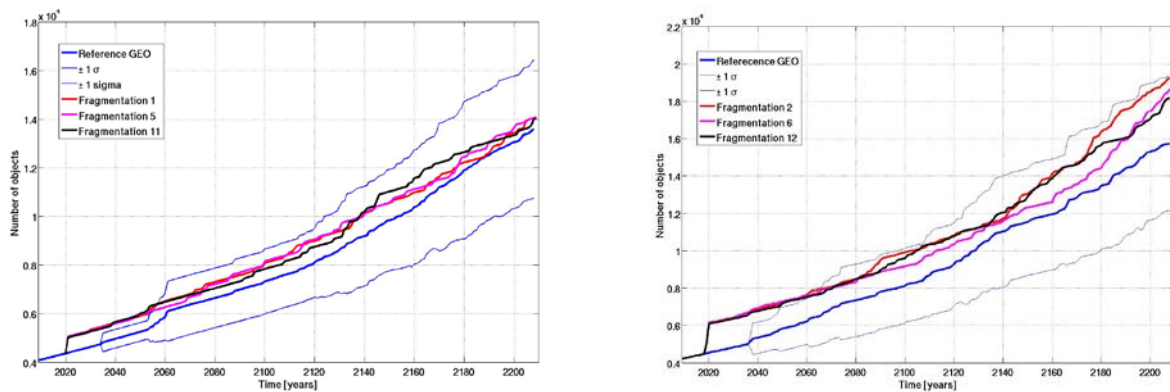 x 10⁴
1.8
1.6
1.4
1.2
1
0.8
0.6
0.4
Number of objects
Reference GEO
± 1 σ
± 1 sigma
Fragmentation 1
Fragmentation 5
Fragmentation 11
2020 2040 2060 2080 2100 2120 2140 2160 2180 2200
Time [years]
x 10⁴
2.2
2
1.8
1.6
1.4
1.2
1
0.8
0.6
0.4
Number of objects
Referecence GEO
± 1 σ
± 1 σ
Fragmentation 2
Fragmentation 6
Fragmentation 12
2020 2040 2060 2080 2100 2120 2140 2160 2180 2200
Time [years]